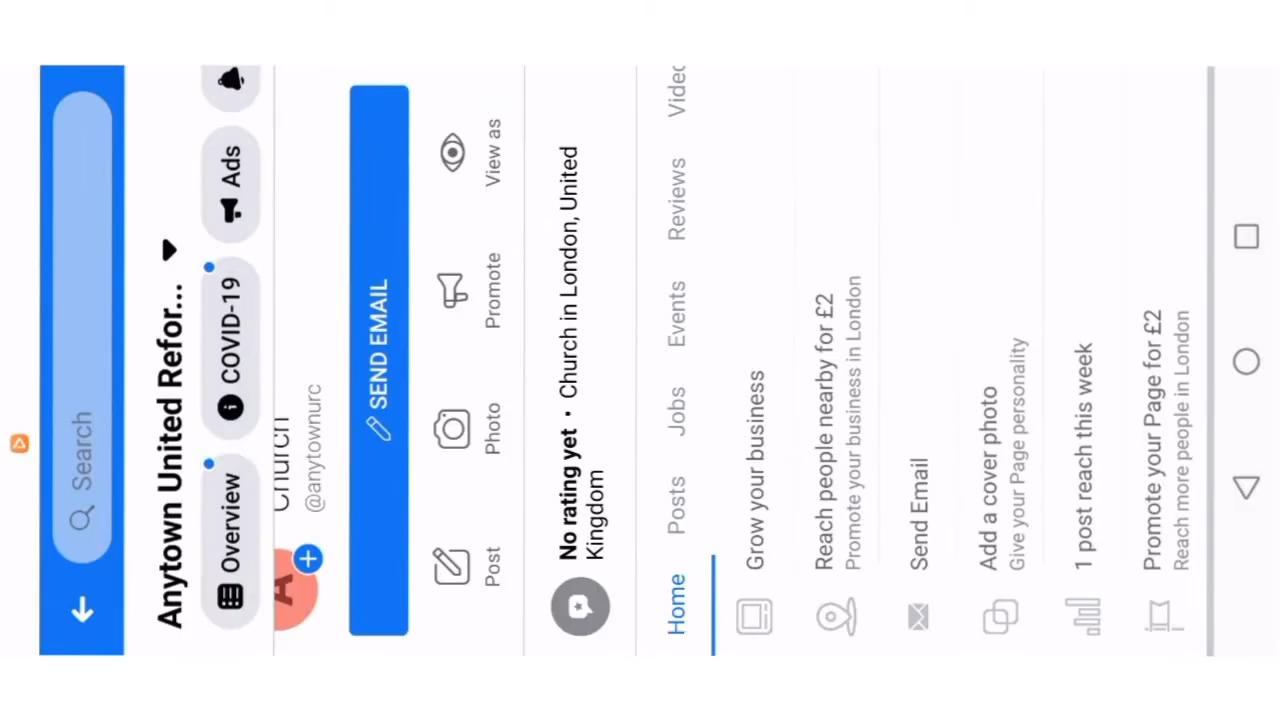 Search
Anytown United Refor...
Overview
COVID-19
Ads
Church
@anytownurc
SEND EMAIL
Post
Photo
Promote
View as
No rating yet · Church in London, United
Kingdom
Home
Posts
Jobs
Events
Reviews
Videc
Grow your business
Reach people nearby for £2
Promote your business in London
Send Email
Add a cover photo
Give your Page personality
1 post reach this week
Promote your Page for £2
Reach more people in London